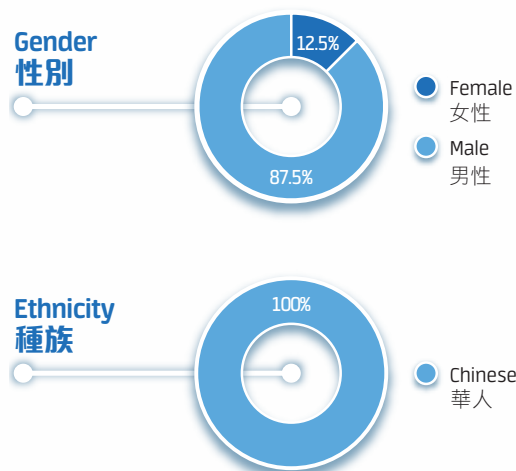 Gender
性別
12.5%
87.5%
Female
女性
Male
男性
Ethnicity
種族
100%
Chinese
華人